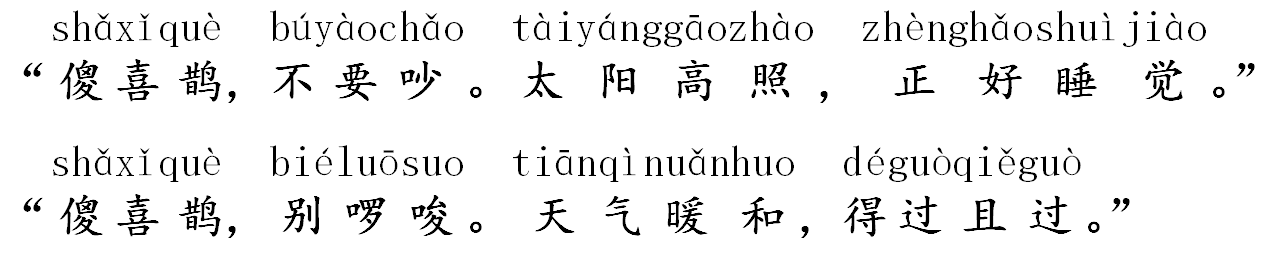 shǎxǐquè búyàochǎo tàiyánggāozhào zhènghǎoshuìjiào
“傻喜鹊，不要吵。太阳高照，正好睡觉。”
shǎxǐquè biéluōsuo tiānqìnuǎnhuo déguòqiěguò
“傻喜鹊，别啰唆。天气暖和，得过且过。”